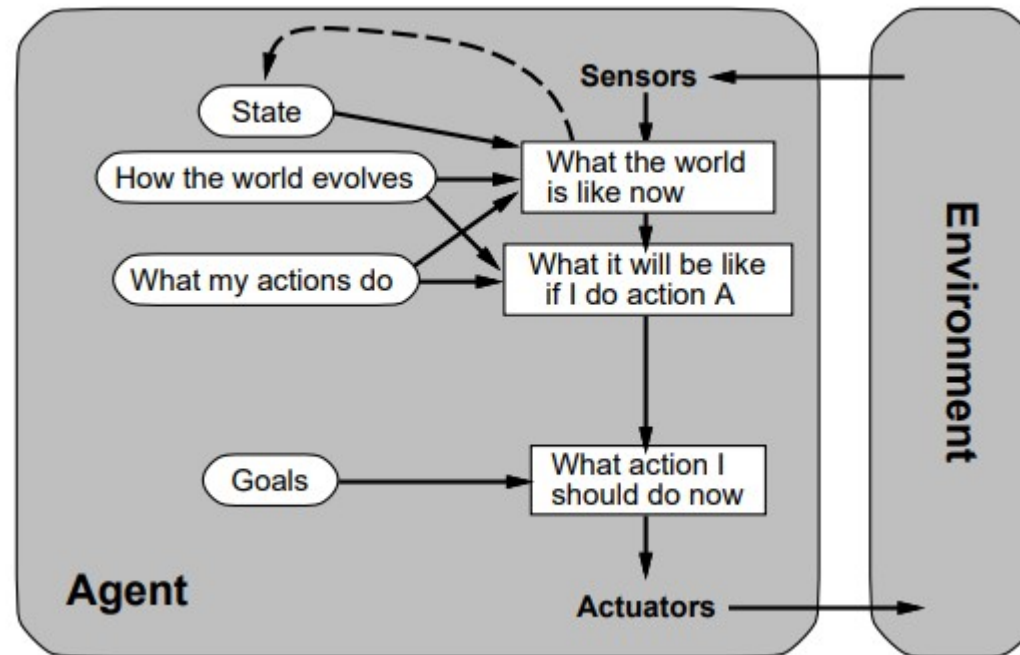 Sensors
State
What the world
is like now
How the world evolves
What it will be like
if I do action A
What my actions do
What action I
should do now
Goals
Agent
Actuators
Environment